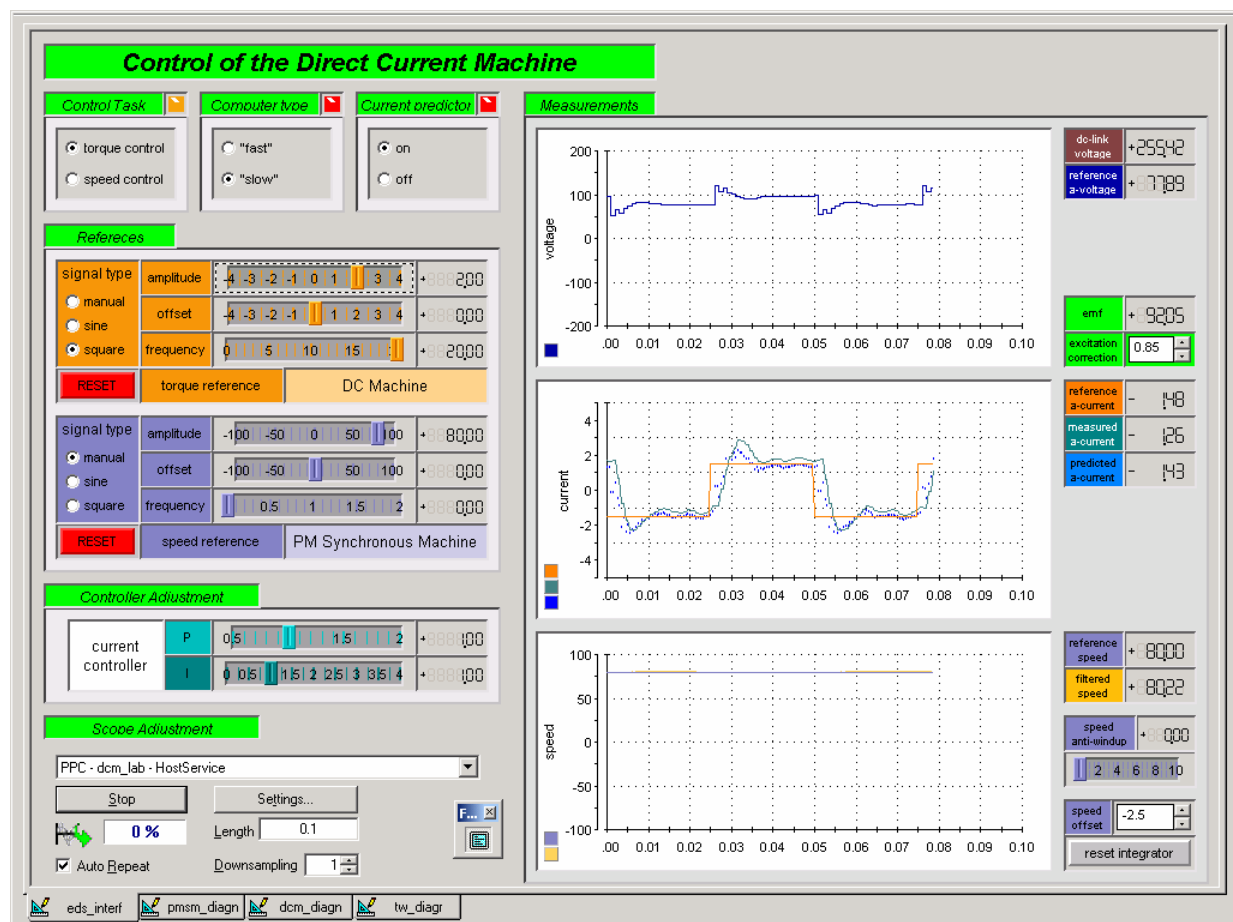 Control of the Direct Current Machine
Control Task
Computer type
Current predictor
torque control
speed control
"fast"
"slow"
on
off
Refereces
signal type
manual
sine
square
amplitude
-4 -3 -2 -1 0 1 3 4
+ 2.00
offset
-4 -3 -2 -1 1 2 3 4
+ 0.00
frequency
0 5 10 15
+ 20.00
RESET
torque reference
DC Machine
signal type
manual
sine
square
amplitude
-100 -50 0 50 100
+ 80.00
offset
-100 -50 50 100
+ 0.00
frequency
0.5 1 1.5 2
+ 0.00
RESET
speed reference
PM Synchronous Machine
Controller Adjustment
current
controller
P
0.5 1.5 2
+ 1.00
I
0 0.5 1.5 2 2.5 3 3.5 4
+ 1.00
Scope Adjustment
PPC - dcm_lab - HostService
Stop
Settings...
0 %
Length 0.1
Auto Repeat
Downsampling 1
F...
Measurements
voltage
200
100
0
-100
-200
.00 0.01 0.02 0.03 0.04 0.05 0.06 0.07 0.08 0.09 0.10
dc-link
voltage
+255.42
reference
a-voltage
+ 77.89
emf
+ 92.05
excitation
correction
0.85
current
4
2
0
-2
-4
.00 0.01 0.02 0.03 0.04 0.05 0.06 0.07 0.08 0.09 0.10
reference
a-current
- 1.48
measured
a-current
- 1.26
predicted
a-current
- 1.43
speed
100
50
0
-50
-100
.00 0.01 0.02 0.03 0.04 0.05 0.06 0.07 0.08 0.09 0.10
reference
speed
+ 80.00
filtered
speed
+ 80.22
speed
anti-windup
+ 0.00
2 4 6 8 10
speed
offset
-2.5
reset integrator
eds_interf
pmsm_diagn
dcm_diagn
tw_diagr